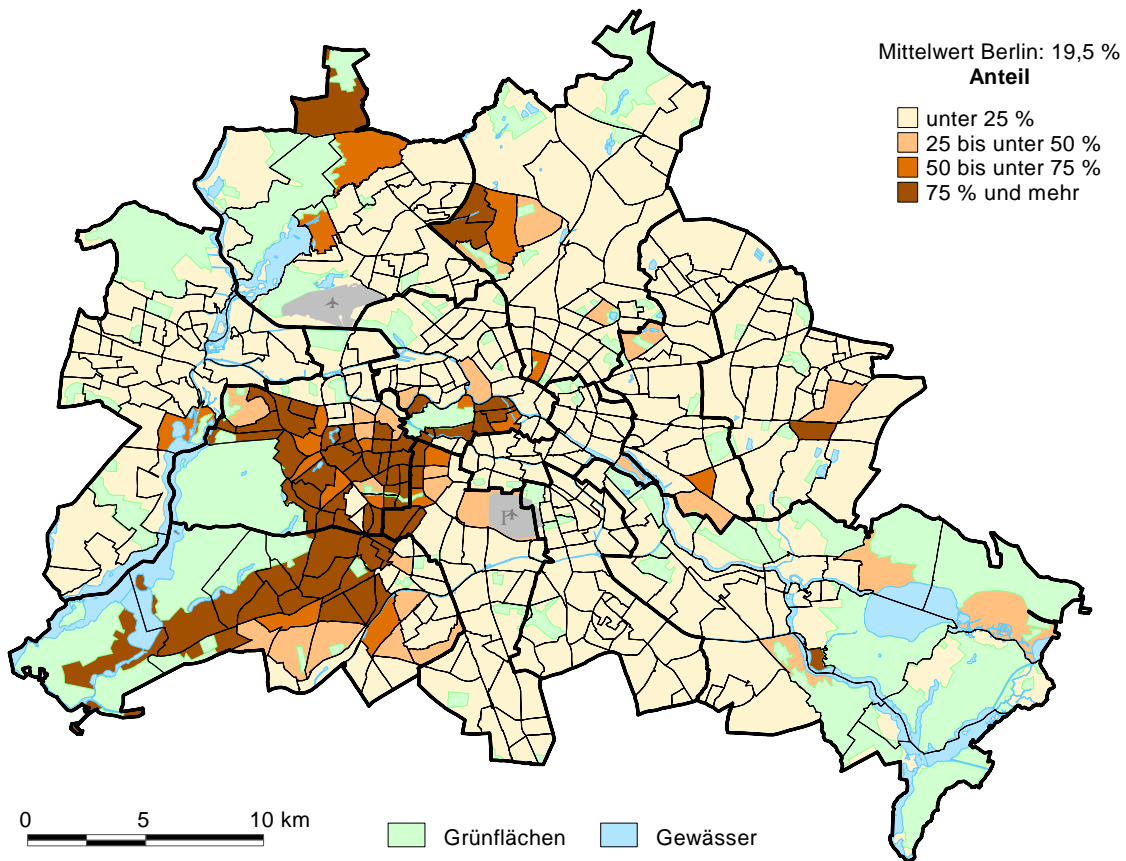 Mittelwert Berlin: 19,5 %
Anteil
unter 25 %
25 bis unter 50 %
50 bis unter 75 %
75 % und mehr
0 5 10 km
Grünflächen Gewässer